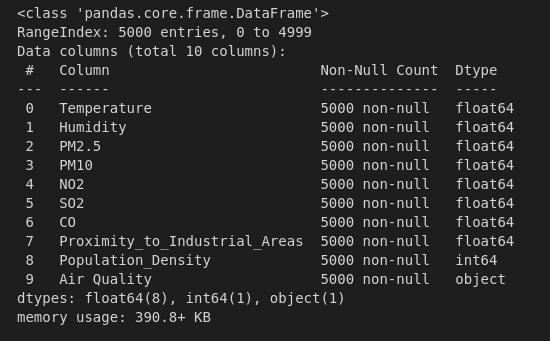 <class 'pandas.core.frame.DataFrame'>
RangeIndex: 5000 entries, 0 to 4999
Data columns (total 10 columns):
 #   Column                         Non-Null Count  Dtype  
---  ------                         --------------  -----  
 0   Temperature                    5000 non-null   float64
 1   Humidity                       5000 non-null   float64
 2   PM2.5                          5000 non-null   float64
 3   PM10                           5000 non-null   float64
 4   NO2                            5000 non-null   float64
 5   SO2                            5000 non-null   float64
 6   CO                             5000 non-null   float64
 7   Proximity_to_Industrial_Areas  5000 non-null   float64
 8   Population_Density             5000 non-null   int64  
 9   Air Quality                    5000 non-null   object 
dtypes: float64(8), int64(1), object(1)
memory usage: 390.8+ KB